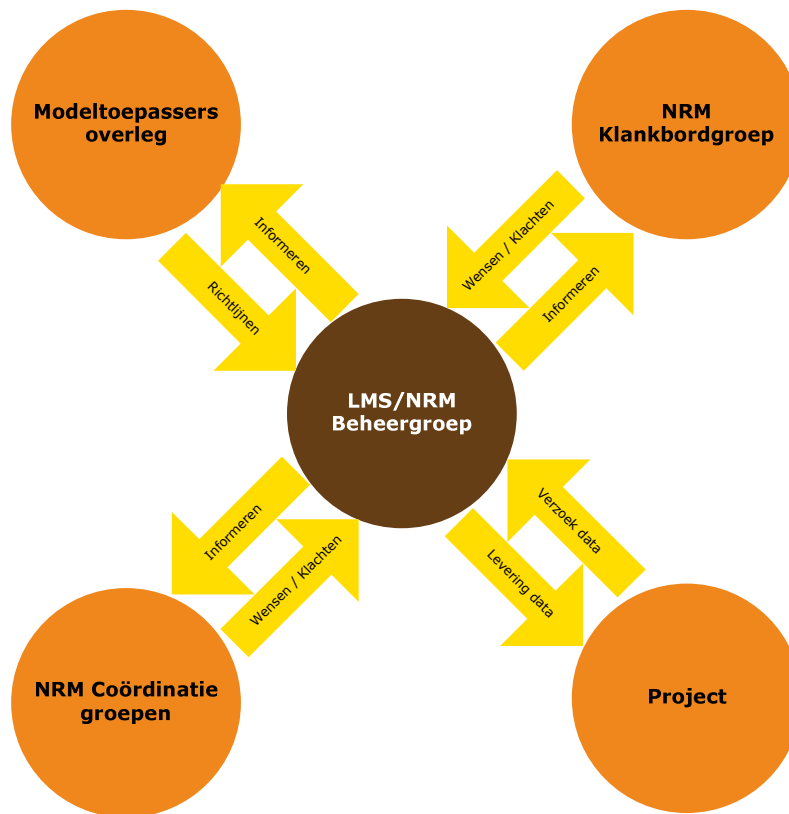 Modeltoepassers
overleg
NRM
Klankbordgroep
Informeren
Richtlijnen
Wensen / Klachten
Informeren
LMS/NRM
Beheergroep
Informeren
Wensen / Klachten
Verzoek data
Levering data
NRM Coördinatie
groepen
Project